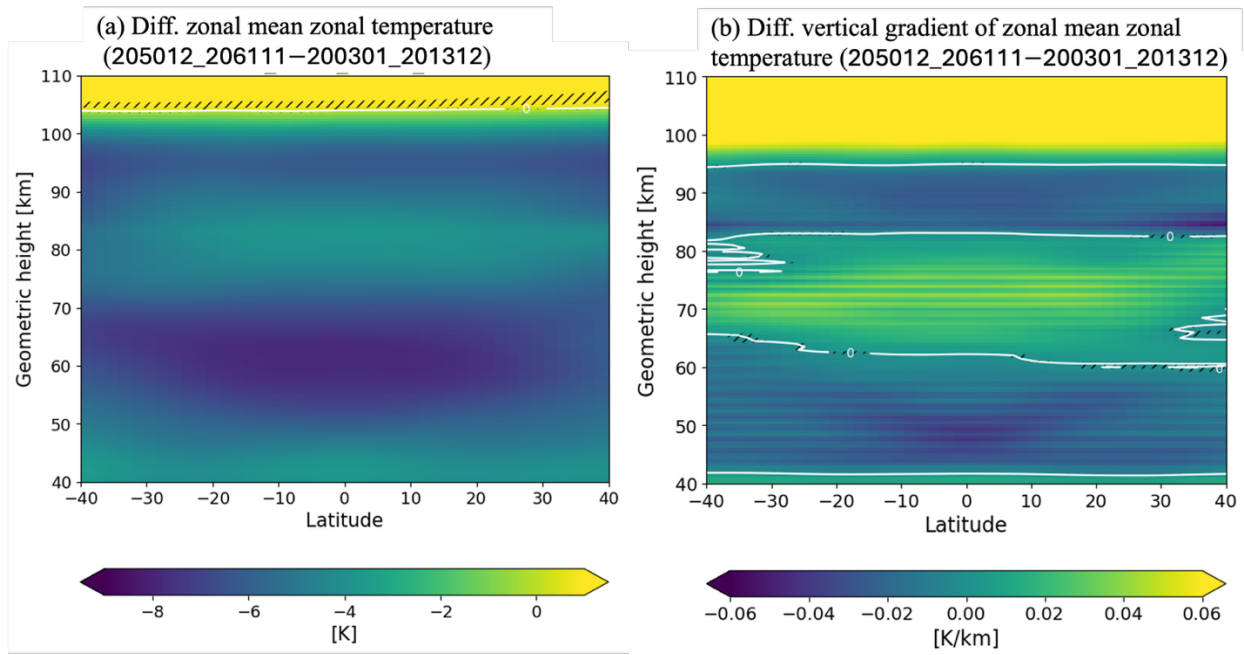 (a) Diff. zonal mean zonal temperature
(205012_206111−200301_201312)
110
100
90
80
70
60
50
40
Geometric height [km]
0
−40 −30 −20 −10 0 10 20 30 40
Latitude
−8 −6 −4 −2 0
[K]
(b) Diff. vertical gradient of zonal mean zonal
temperature (205012_206111−200301_201312)
110
100
90
80
70
60
50
40
Geometric height [km]
0
0
0
0
−40 −30 −20 −10 0 10 20 30 40
Latitude
−0.06 −0.04 −0.02 0.00 0.02 0.04 0.06
[K/km]